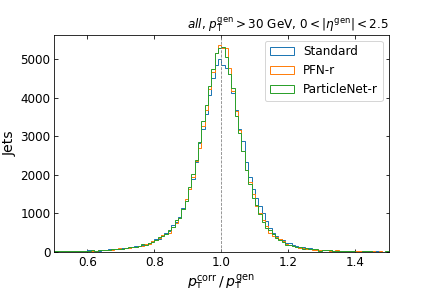 all, p_T^gen > 30 GeV, 0 < |η^gen| < 2.5
Standard
PFN-r
ParticleNet-r
Jets
5000
4000
3000
2000
1000
0
0.6 0.8 1.0 1.2 1.4
p_T^corr / p_T^gen